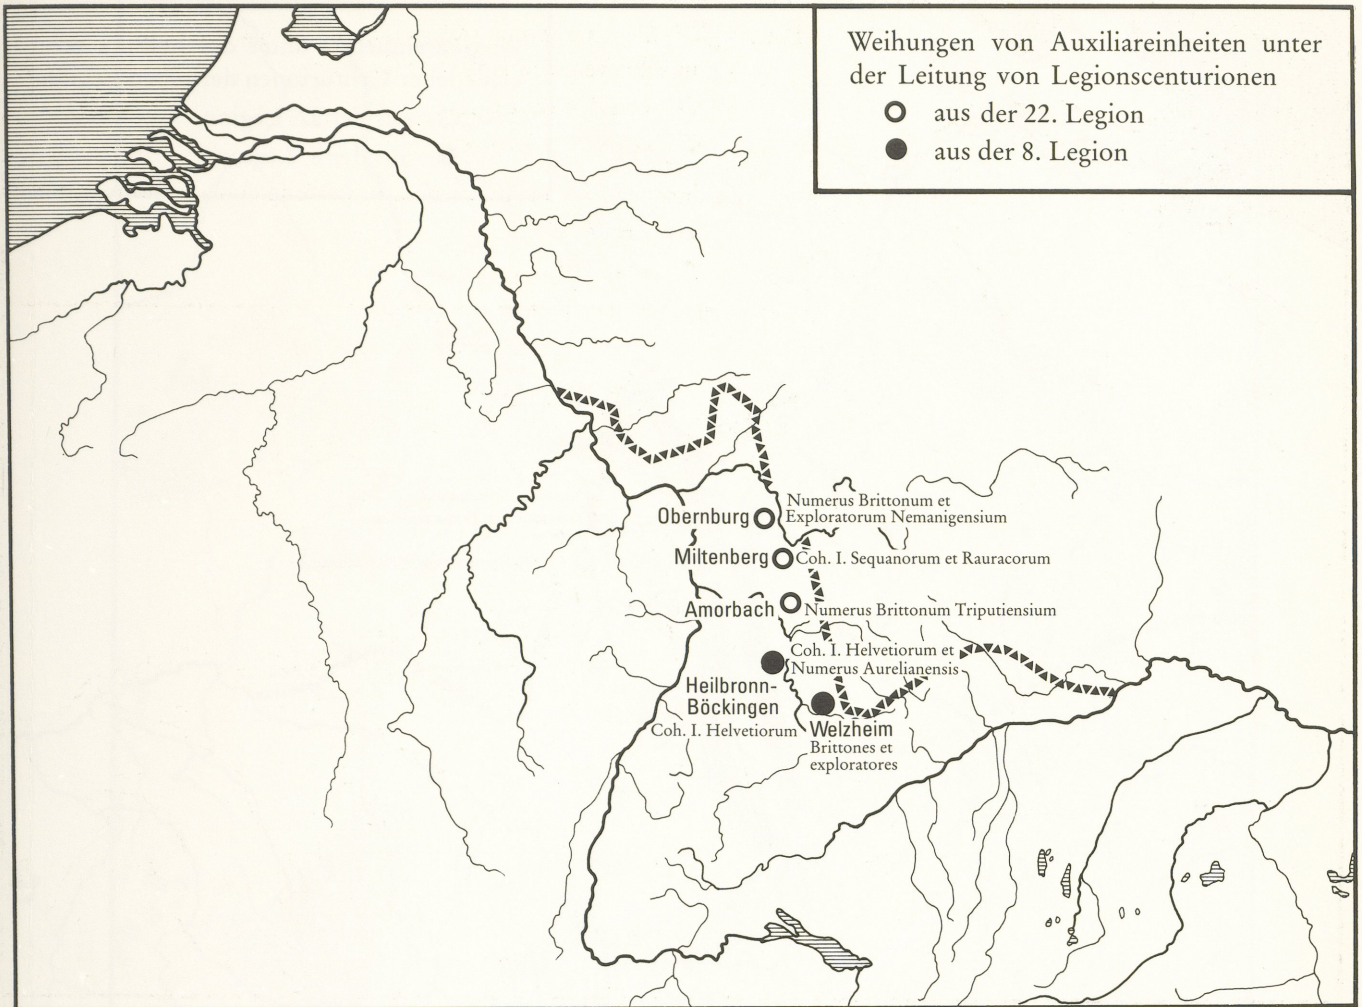 Weihungen von Auxiliareinheiten unter
der Leitung von Legionscenturionen
aus der 22. Legion
aus der 8. Legion
Obernburg
Numerus Brittonum et
Exploratorum Nemanigensium
Miltenberg
Coh. I. Sequanorum et Rauracorum
Amorbach
Numerus Brittonum Triputiensium
Coh. I. Helvetiorum et
Numerus Aurelianensis
Heilbronn-
Böckingen
Coh. I. Helvetiorum
Welzheim
Brittones et
exploratores